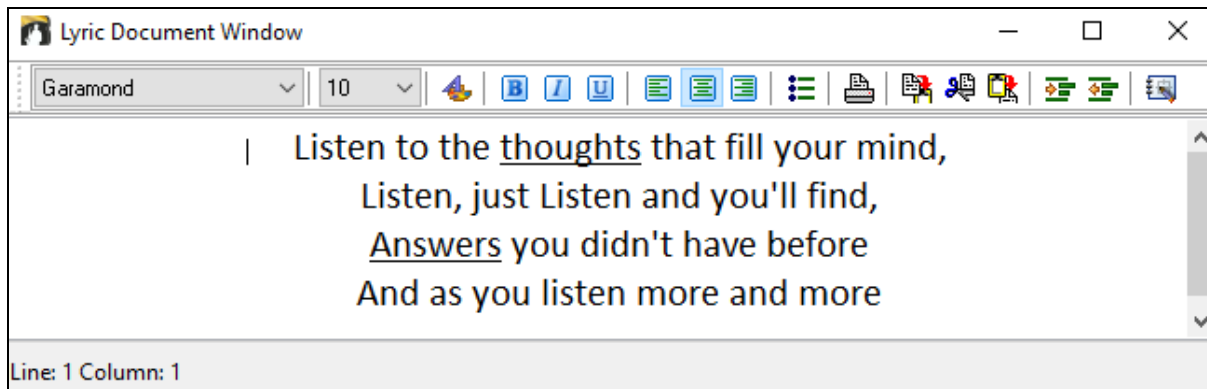 Lyric Document Window
Garamond 10 B I U
Listen to the thoughts that fill your mind,
Listen, just Listen and you'll find,
Answers you didn't have before
And as you listen more and more
Line: 1 Column: 1